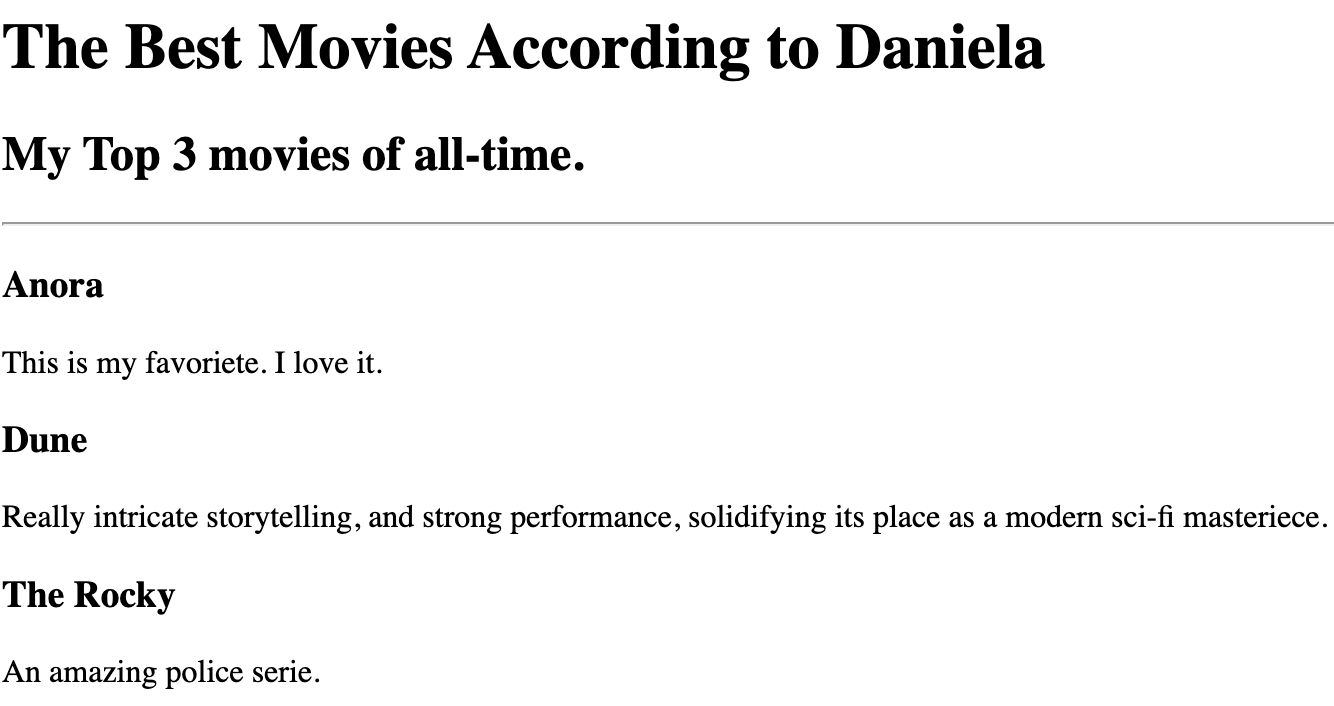 The Best Movies According to Daniela
My Top 3 movies of all-time.
Anora
This is my favoriete. I love it.
Dune
Really intricate storytelling, and strong performance, solidifying its place as a modern sci-fi masteriece.
The Rocky
An amazing police serie.